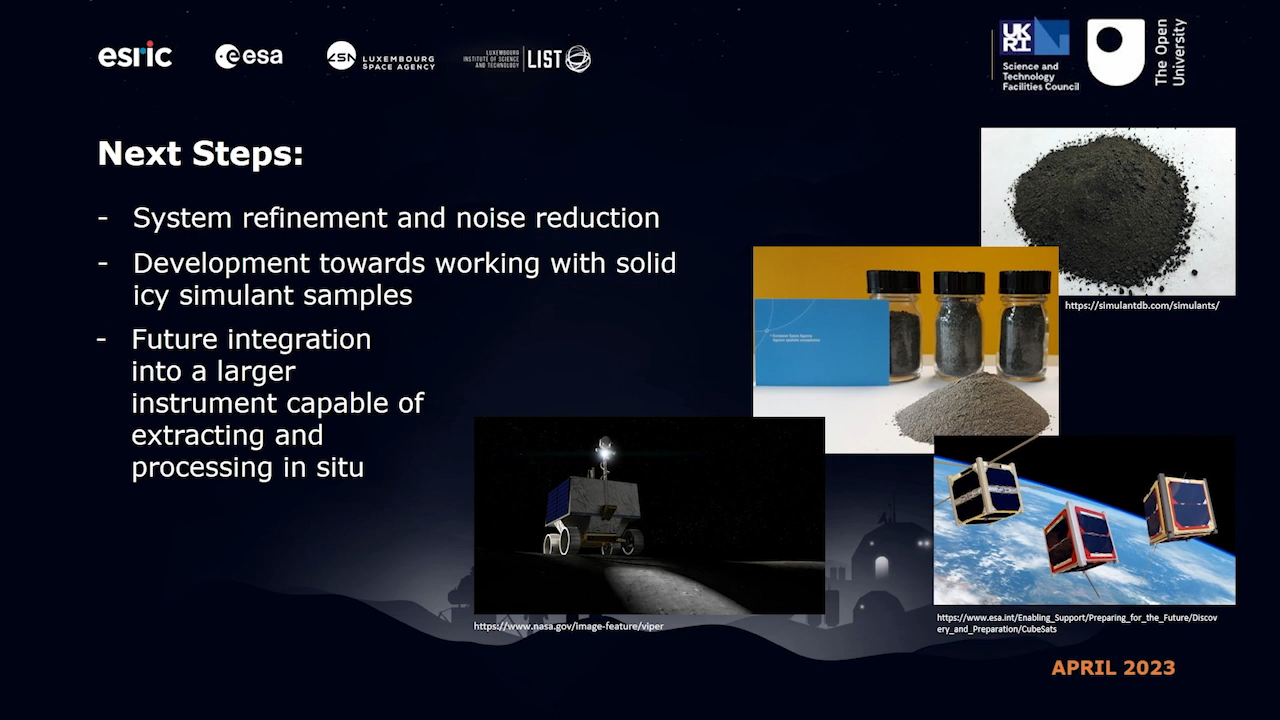 esric
esa
LSA LUXEMBOURG
SPACE AGENCY
LUXEMBOURG
INSTITUTE OF SCIENCE
AND TECHNOLOGY
LIST
UK
RI
Science and
Technology
Facilities Council
The Open
University
Next Steps:
- System refinement and noise reduction
- Development towards working with solid
icy simulant samples
- Future integration
into a larger
instrument capable of
extracting and
processing in situ
https://simulantdb.com/simulants/
https://www.nasa.gov/image-feature/viper
https://www.esa.int/Enabling_Support/Preparing_for_the_Future/Discov
ery_and_Preparation/CubeSats
APRIL 2023